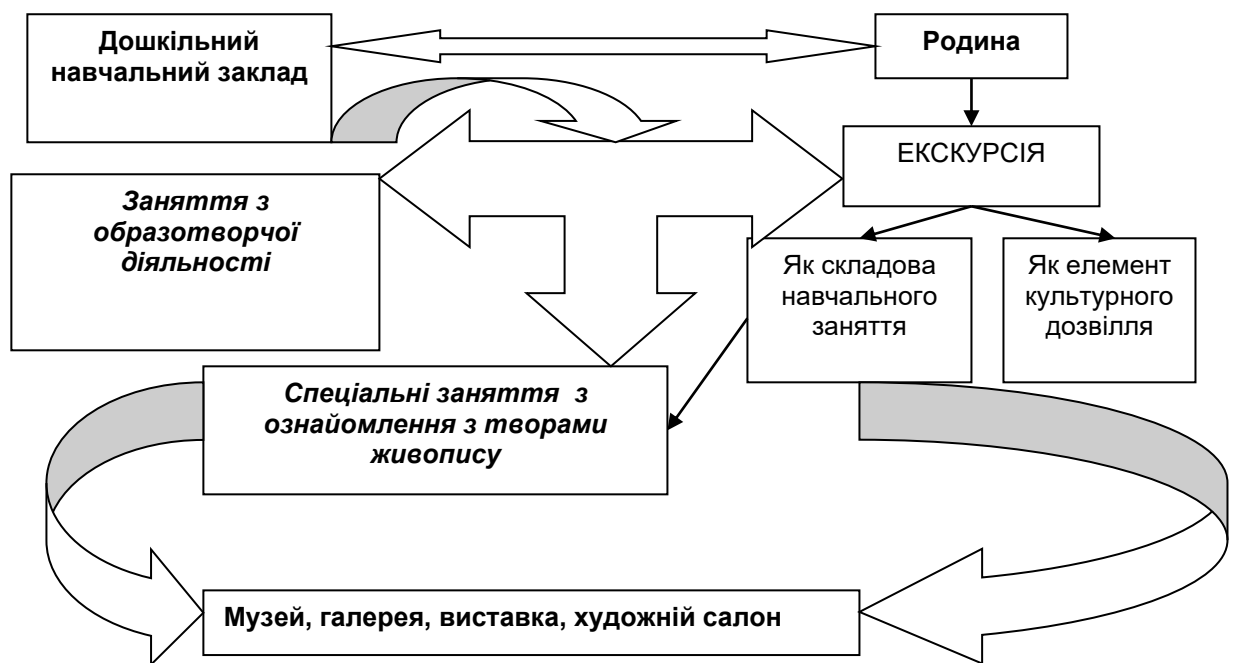 Дошкільний
навчальний заклад
Родина
ЕКСКУРСІЯ
Заняття з
образотворчої
діяльності
Як складова
навчального
заняття
Як елемент
культурного
дозвілля
Спеціальні заняття з
ознайомлення з творами
живопису
Музей, галерея, виставка, художній салон